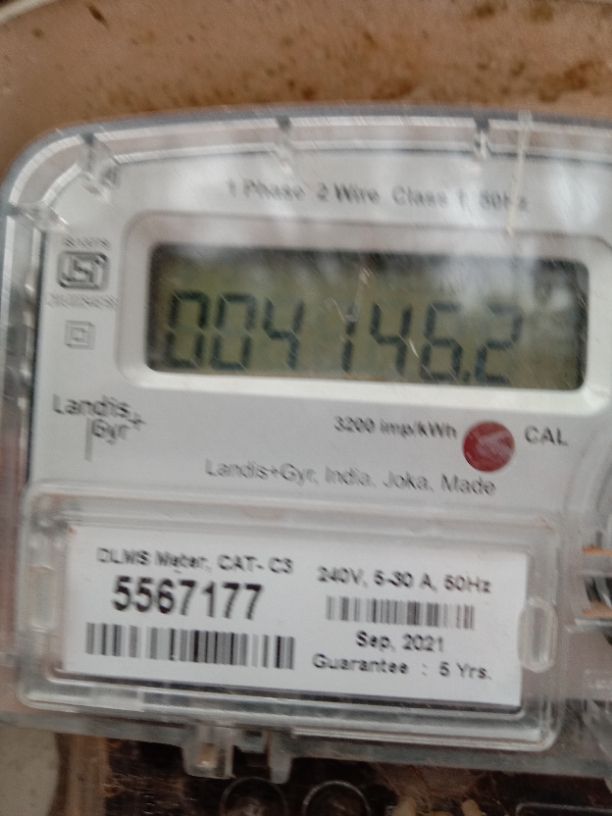 1 Phase 2 Wire Class 1 50Hz
004146.2
Landis+
Gyr+
3200 imp/kWh
CAL
Landis+Gyr, India. Joka, Made
DLMS Meter, CAT- C3
5567177
240V, 5-30 A, 50Hz
Sep, 2021
Guarantee : 5 Yrs.